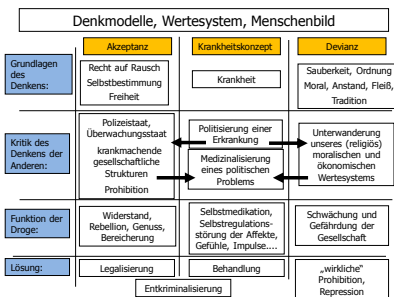 Denkmodelle, Wertesystem, Menschenbild
Akzeptanz
Krankheitskonzept
Devianz
Grundlagen
des
Denkens:
Recht auf Rausch
Selbstbestimmung
Freiheit
Krankheit
Sauberkeit, Ordnung
Moral, Anstand, Fleiß,
Tradition
Kritik des
Denkens der
Anderen:
Polizeistaat,
Überwachungsstaat
krankmachende
gesellschaftliche
Strukturen
Prohibition
Politisierung einer
Erkrankung
Medizinalisierung
eines politischen
Problems
Unterwanderung
unseres (religiös)
moralischen und
ökonomischen
Wertesystems
Funktion der
Droge:
Widerstand,
Rebellion, Genuss,
Bereicherung
Selbstmedikation,
Selbstregulations-
störung der Affekte,
Gefühle, Impulse....
Schwächung und
Gefährdung der
Gesellschaft
Lösung:
Legalisierung
Behandlung
„wirkliche"
Prohibition,
Repression
Entkriminalisierung